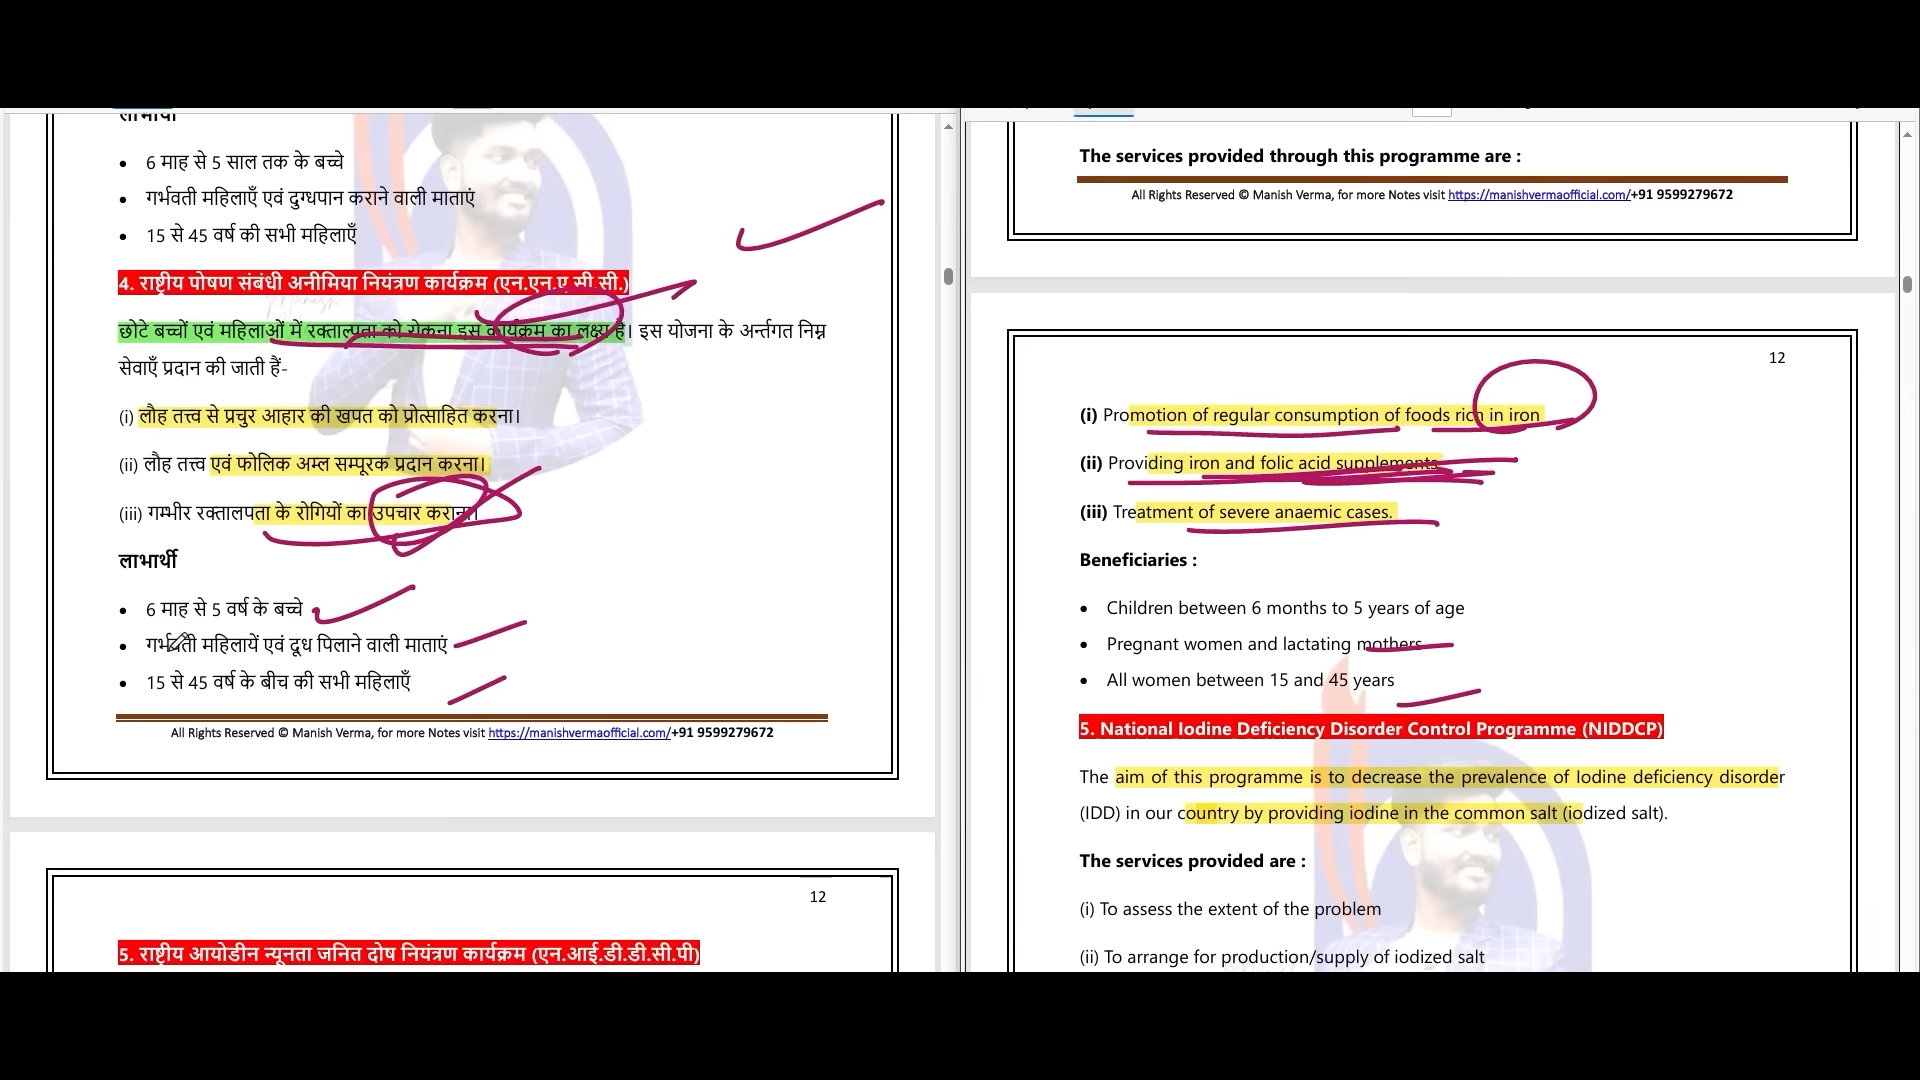 लाभार्थी
• 6 माह से 5 साल तक के बच्चे
• गर्भवती महिलाएँ एवं दुग्धपान कराने वाली माताएं
• 15 से 45 वर्ष की सभी महिलाएँ
4. राष्ट्रीय पोषण संबंधी अनीमिया नियंत्रण कार्यक्रम (एन.एन.ए.सी.सी.)
छोटे बच्चों एवं महिलाओं में रक्ताल्पता को रोकना इस कार्यक्रम का लक्ष्य है। इस योजना के अर्न्तगत निम्न
सेवाएँ प्रदान की जाती हैं-
(i) लौह तत्त्व से प्रचुर आहार की खपत को प्रोत्साहित करना।
(ii) लौह तत्त्व एवं फोलिक अम्ल सम्पूरक प्रदान करना।
(iii) गम्भीर रक्तालपता के रोगियों का उपचार कराना।
लाभार्थी
• 6 माह से 5 वर्ष के बच्चे
• गर्भवती महिलायें एवं दूध पिलाने वाली माताएं
• 15 से 45 वर्ष के बीच की सभी महिलाएँ
All Rights Reserved © Manish Verma, for more Notes visit https://manishvermaofficial.com/+91 9599279672
12
5. राष्ट्रीय आयोडीन न्यूनता जनित दोष नियंत्रण कार्यक्रम (एन.आई.डी.डी.सी.पी)
The services provided through this programme are :
All Rights Reserved © Manish Verma, for more Notes visit https://manishvermaofficial.com/+91 9599279672
12
(i) Promotion of regular consumption of foods rich in iron
(ii) Providing iron and folic acid supplements
(iii) Treatment of severe anaemic cases.
Beneficiaries :
• Children between 6 months to 5 years of age
• Pregnant women and lactating mothers
• All women between 15 and 45 years
5. National Iodine Deficiency Disorder Control Programme (NIDDCP)
The aim of this programme is to decrease the prevalence of Iodine deficiency disorder
(IDD) in our country by providing iodine in the common salt (iodized salt).
The services provided are :
(i) To assess the extent of the problem
(ii) To arrange for production/supply of iodized salt